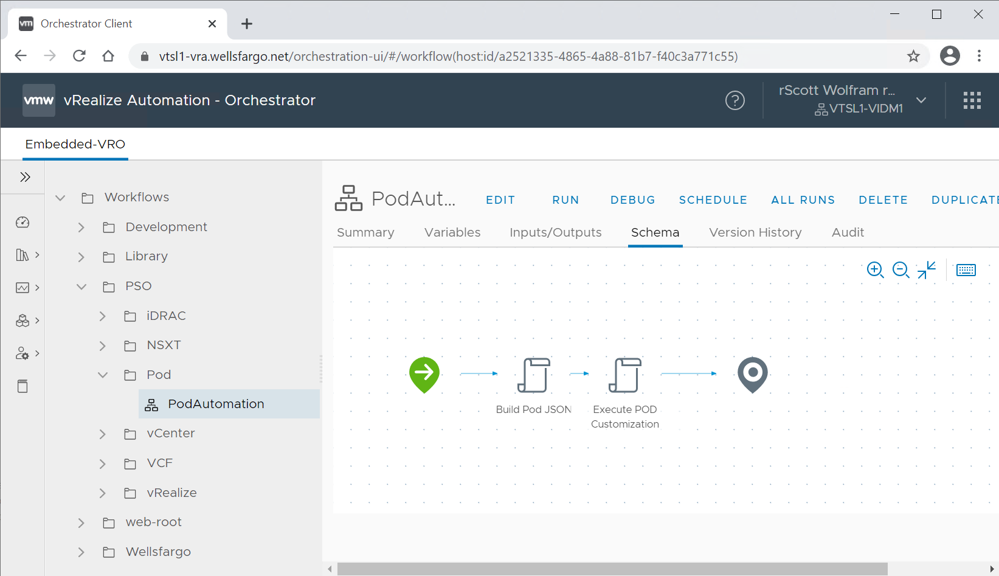 vm Orchestrator Client
vtsl1-vra.wellsfargo.net/orchestration-ui/#/workflow(host:id/a2521335-4865-4a88-81b7-f40c3a771c55)
vmw vRealize Automation - Orchestrator
?
rScott Wolfram r...
VTSL1-VIDM1
Embedded-VRO
Workflows
Development
Library
PSO
iDRAC
NSXT
Pod
PodAutomation
vCenter
VCF
vRealize
web-root
Wellsfargo
PodAut...
EDIT RUN DEBUG SCHEDULE ALL RUNS DELETE DUPLICATE
Summary Variables Inputs/Outputs Schema Version History Audit
Build Pod JSON
Execute POD
Customization